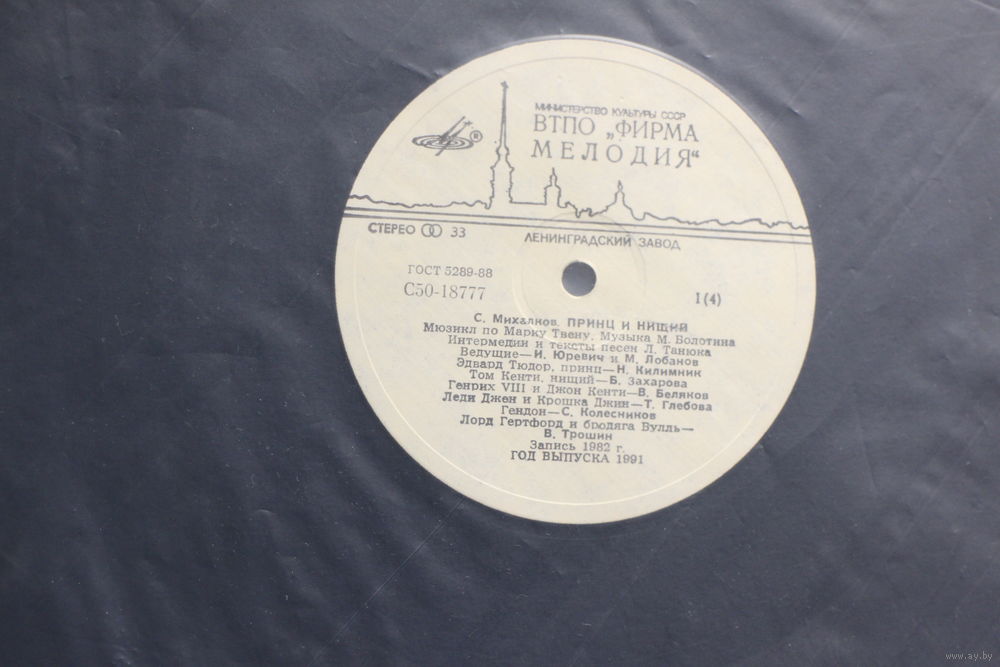 МИНИСТЕРСТВО КУЛЬТУРЫ СССР
ВТПО „ФИРМА
МЕЛОДИЯ“
®
СТЕРЕО 33
ЛЕНИНГРАДСКИЙ ЗАВОД
ГОСТ 5289-88
С50-18777
1(4)
С. Михалков. ПРИНЦ И НИЩИЙ
Мюзикл по Марку Твену. Музыка М. Болотина
Интермедии и тексты песен Л. Танюка
Ведущие—И. Юревич и М. Лобанов
Эдвард Тюдор, принц—Н. Килимник
Том Кенти, нищий—Б. Захарова
Генрих VIII и Джон Кенти—В. Беляков
Леди Джен и Крошка Джин—Т. Глебова
Гендон—С. Колесников
Лорд Гертфорд и бродяга Вулль—
В. Трошин
Запись 1982 г.
ГОД ВЫПУСКА 1991
www.ay.by